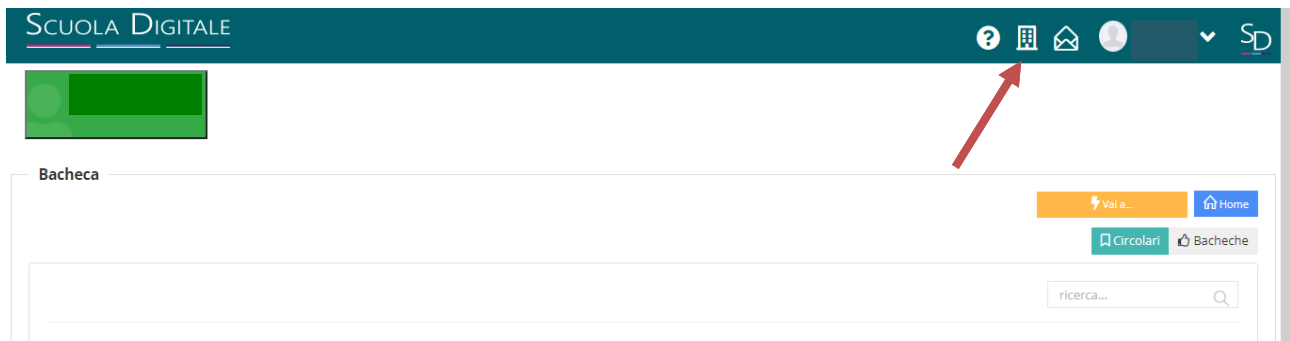 SCUOLA DIGITALE
SD
Bacheca
Vai a...
Home
Circolari
Bacheche
ricerca...